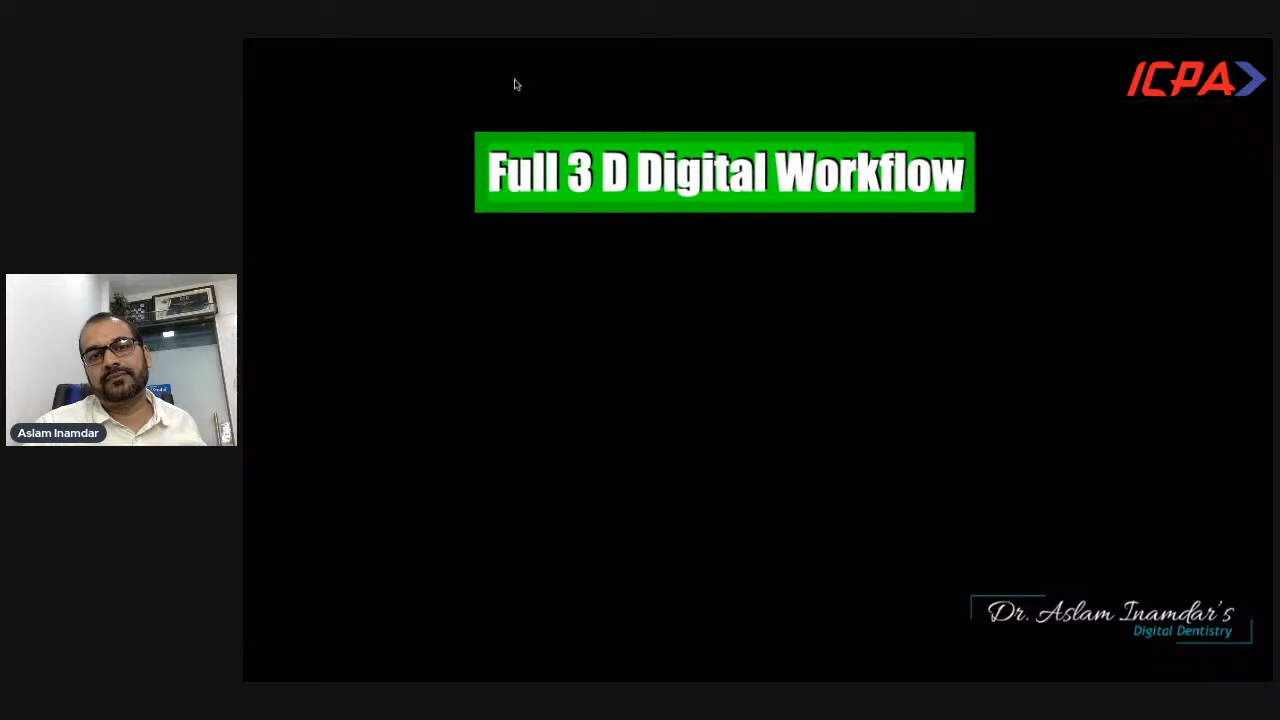 ICPA
Full 3 D Digital Workflow
Aslam Inamdar
Dr. Aslam Inamdar's
Digital Dentistry